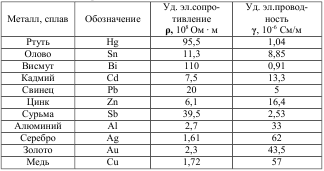 Металл, сплав Обозначение Уд. эл.сопро-тивление ρ, 10⁸ Ом · м Уд. эл.провод-ность γ, 10⁻⁶ См/м
Ртуть Hg 95,5 1,04
Олово Sn 11,3 8,85
Висмут Bi 110 0,91
Кадмий Cd 7,5 13,3
Свинец Pb 20 5
Цинк Zn 6,1 16,4
Сурьма Sb 39,5 2,53
Алюминий Al 2,7 33
Серебро Ag 1,61 62
Золото Au 2,3 43,5
Медь Cu 1,72 57